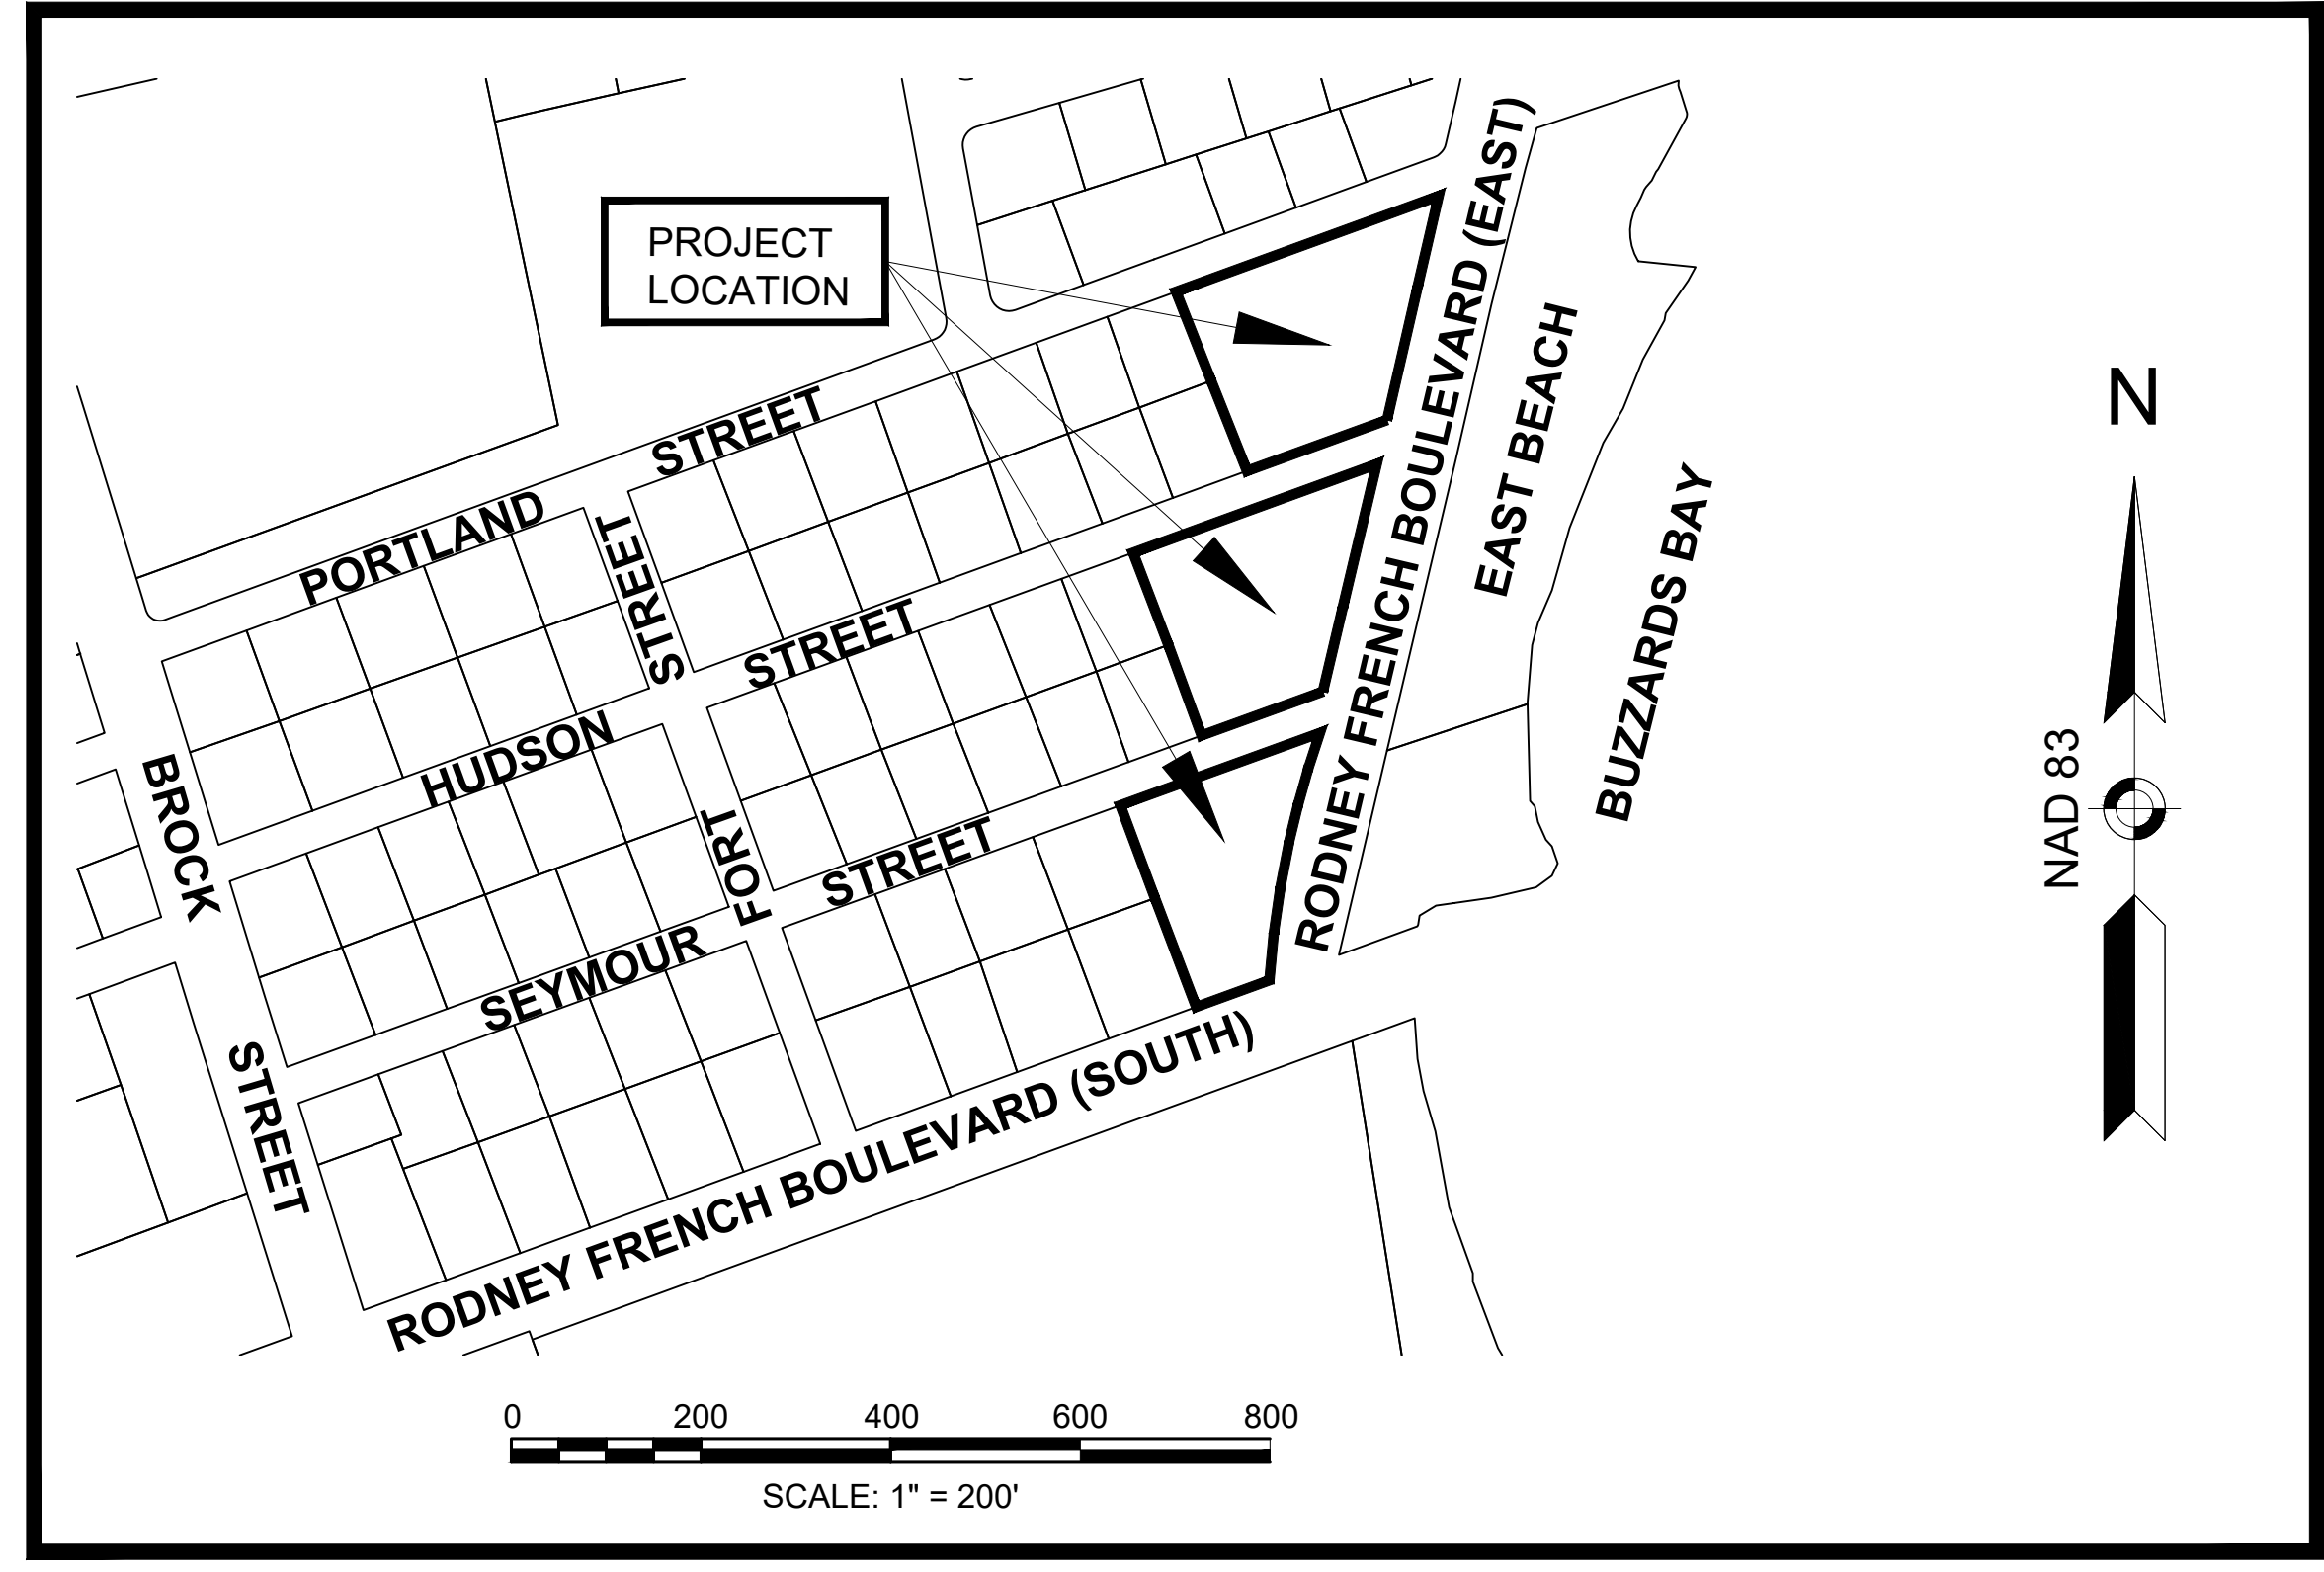 PROJECT
LOCATION
RODNEY FRENCH BOULEVARD (EAST)
EAST BEACH
BUZZARDS BAY
N
NAD 83
PORTLAND STREET
HUDSON STREET
SEYMOUR STREET
FORT STREET
BROCK STREET
RODNEY FRENCH BOULEVARD (SOUTH)
0 200 400 600 800
SCALE: 1" = 200'